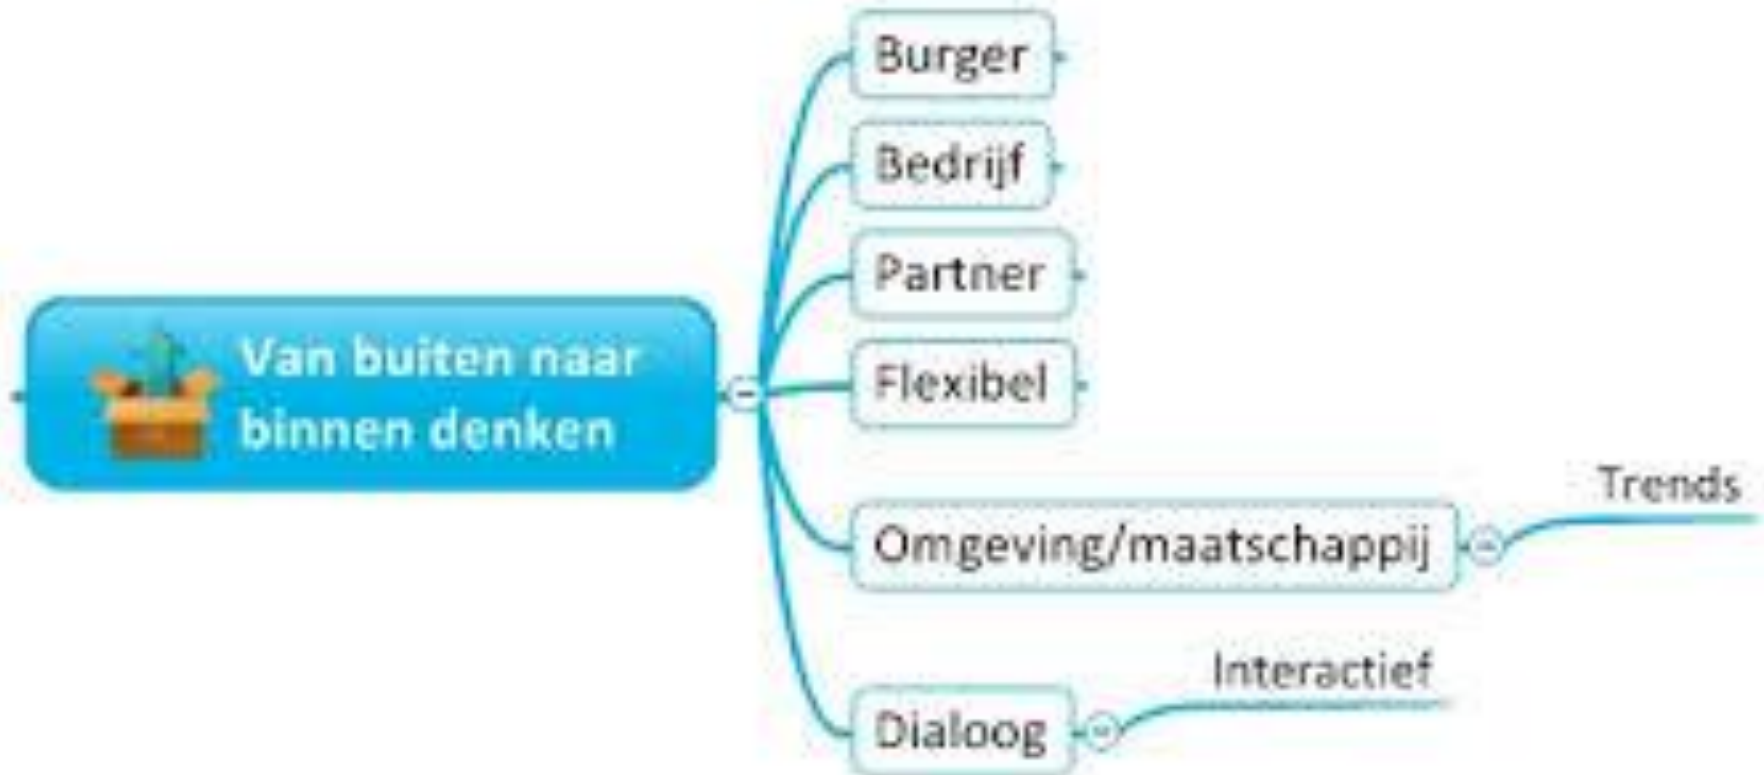 Burger
Bedrijf
Partner
Van buiten naar
binnen denken
Flexibel
Trends
Omgeving/maatschappij
Interactief
Dialoog